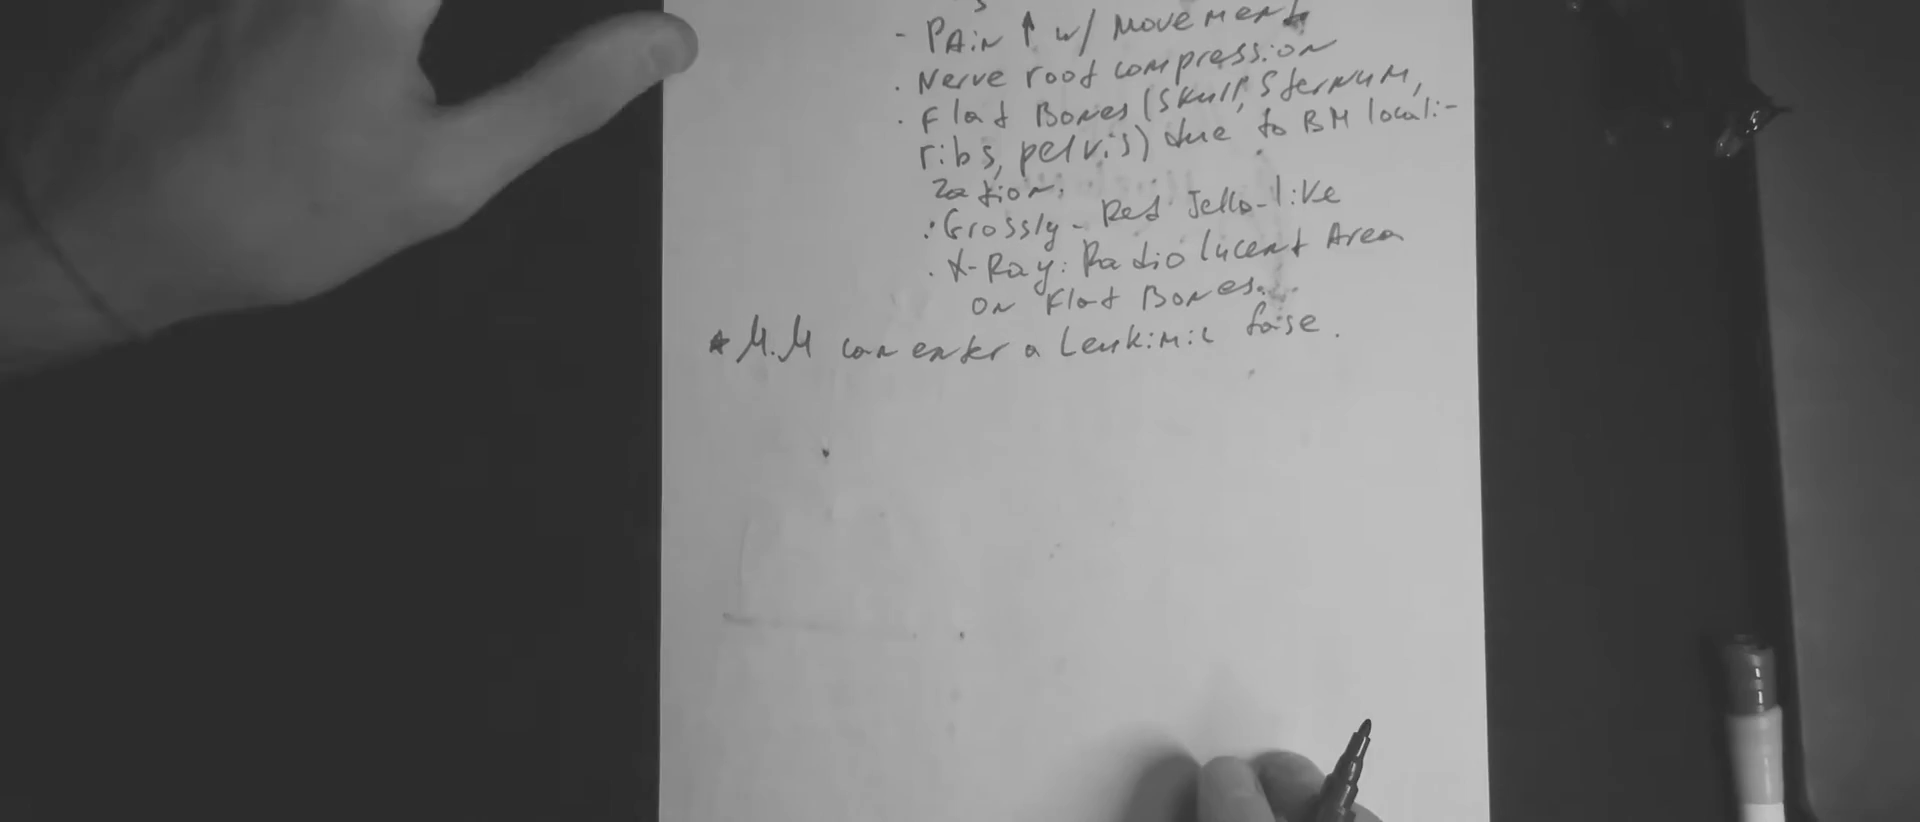 - Pain ↑ w/ movement
· Nerve root compression
· Flat Bones (skull, sternum,
ribs, pelvis) due to BM locali-
zation.
: Grossly - Red Jello-like
· X-Ray: Radiolucent Area
on Flat Bones.
* M.M can enter a Leukimic fase.